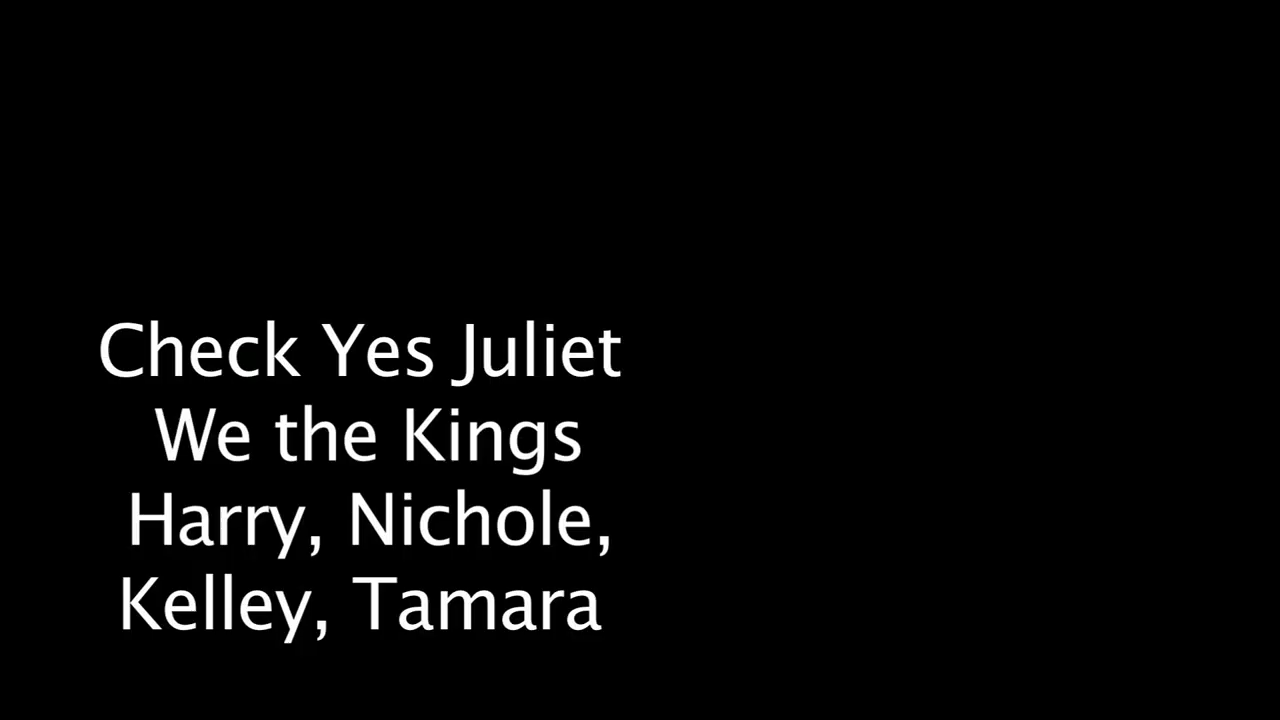 Check Yes Juliet
We the Kings
Harry, Nichole,
Kelley, Tamara